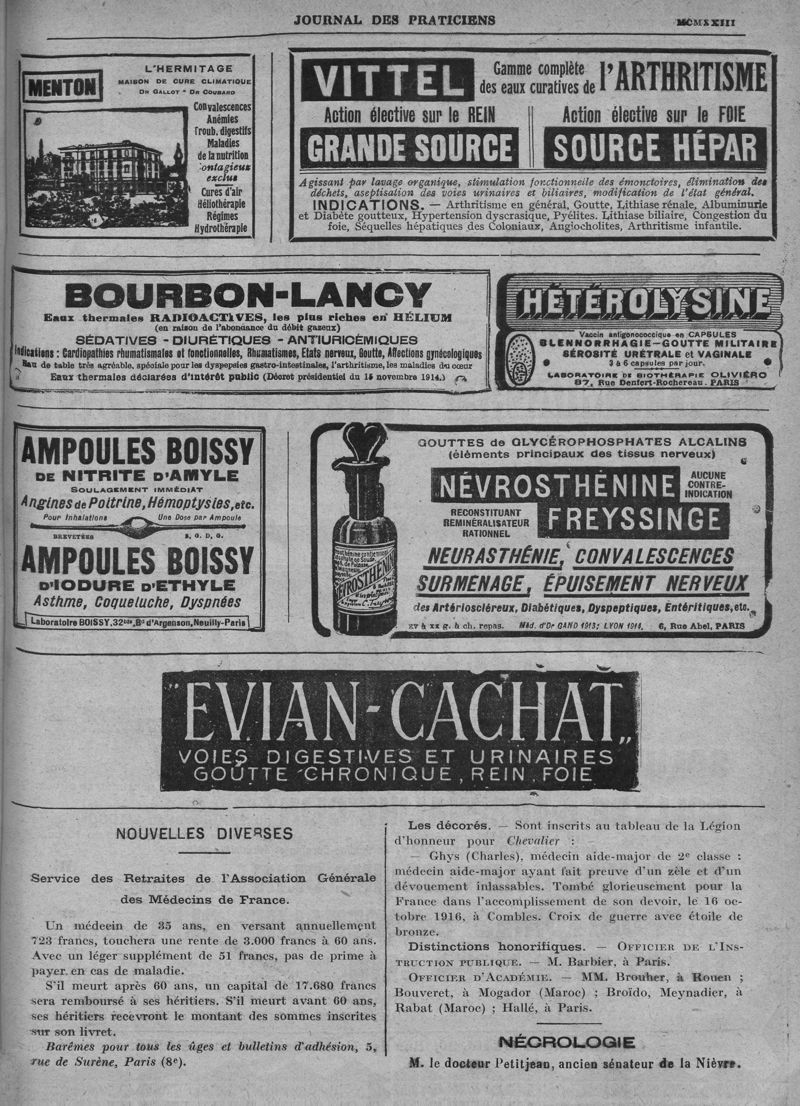 JOURNAL DES PRATICIENS
MCMXXIII
MENTON
L'HERMITAGE
MAISON DE CURE CLIMATIQUE
DR GALLOT - DR COUBARD
Convalescences
Anémies
Troub. digestifs
Maladies
de la nutrition
Contagieux
exclus
Cures d'air
Héliothérapie
Régimes
Hydrothérapie
VITTEL
Gamme complète
des eaux curatives de l'ARTHRITISME
Action élective sur le REIN
GRANDE SOURCE
Action élective sur le FOIE
SOURCE HÉPAR
Agissant par lavage organique, stimulation fonctionnelle des émonctoires, élimination des
déchets, aseptisation des voies urinaires et biliaires, modification de l'état général.
INDICATIONS. — Arthritisme en général, Goutte, Lithiase rénale, Albuminurie
et Diabète goutteux, Hypertension dyscrasique, Pyélites. Lithiase biliaire, Congestion du
foie, Séquelles hépatiques des Coloniaux, Angiocholites, Arthritisme infantile.
BOURBON-LANCY
Eaux thermales RADIOACTIVES, les plus riches en HÉLIUM
(en raison de l'abondance du débit gazeux)
SÉDATIVES - DIURÉTIQUES - ANTIURICÉMIQUES
Indications : Cardiopathies rhumatismales et fonctionnelles, Rhumatismes, Etats nerveux, Goutte, Affections gynécologiques
Eau de table très agréable, spéciale pour les dyspepsies gastro-intestinales, l'arthritisme, les maladies du cœur
Eaux thermales déclarées d'intérêt public (Décret présidentiel du 15 novembre 1914.)
HÉTÉROLYSINE
Vaccin antigonococcique en CAPSULES
BLENNORRHAGIE—GOUTTE MILITAIRE
SÉROSITÉ URÉTRALE et VAGINALE
3 à 6 capsules par jour.
LABORATOIRE DE BIOTHÉRAPIE OLIVIÉRO
87, Rue Denfert-Rochereau. PARIS
AMPOULES BOISSY
DE NITRITE D'AMYLE
SOULAGEMENT IMMÉDIAT
Angines de Poitrine, Hémoptysies, etc.
Pour Inhalations Une Dose par Ampoule
BREVETÉES S. G. D. G.
AMPOULES BOISSY
D'IODURE D'ETHYLE
Asthme, Coqueluche, Dyspnées
Laboratoire BOISSY, 32bis, Bd d'Argenson, Neuilly-Paris
GOUTTES de GLYCÉROPHOSPHATES ALCALINS
(éléments principaux des tissus nerveux)
NÉVROSTHÉNINE
AUCUNE
CONTRE-
INDICATION
RECONSTITUANT
REMINÉRALISATEUR
RATIONNEL
FREYSSINGE
NEURASTHÉNIE, CONVALESCENCES
SURMENAGE, ÉPUISEMENT NERVEUX
des Artérioscléreux, Diabétiques, Dyspeptiques, Entéritiques, etc.
XV à XX g. à ch. repas. Méd. d'Or GAND 1913; LYON 1914. 6, Rue Abel, PARIS
NÉVROSTHÉNINE
"EVIAN-CACHAT"
VOIES DIGESTIVES ET URINAIRES
GOUTTE CHRONIQUE, REIN, FOIE
NOUVELLES DIVERSES
Service des Retraites de l'Association Générale
des Médecins de France.
Un médecin de 35 ans, en versant annuellement
723 francs, touchera une rente de 3.000 francs à 60 ans.
Avec un léger supplément de 51 francs, pas de prime à
payer en cas de maladie.
S'il meurt après 60 ans, un capital de 17.680 francs
sera remboursé à ses héritiers. S'il meurt avant 60 ans,
ses héritiers recevront le montant des sommes inscrites
sur son livret.
Barêmes pour tous les âges et bulletins d'adhésion, 5,
rue de Surène, Paris (8e).
Les décorés. — Sont inscrits au tableau de la Légion
d'honneur pour Chevalier :
— Ghys (Charles), médecin aide-major de 2e classe :
médecin aide-major ayant fait preuve d'un zèle et d'un
dévouement inlassables. Tombé glorieusement pour la
France dans l'accomplissement de son devoir, le 16 oc-
tobre 1916, à Combles. Croix de guerre avec étoile de
bronze.
Distinctions honorifiques. — OFFICIER DE L'INS-
TRUCTION PUBLIQUE. — M. Barbier, à Paris.
OFFICIER D'ACADÉMIE. — MM. Brouher, à Rouen ;
Bouveret, à Mogador (Maroc) ; Broïdo, Meynadier, à
Rabat (Maroc) ; Hallé, à Paris.
NÉCROLOGIE
M. le docteur Petitjean, ancien sénateur de la Nièvre.